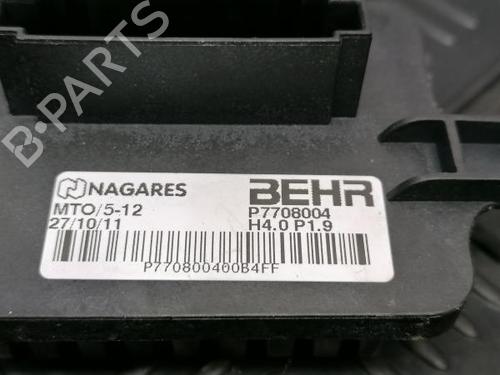 B-PARTS
NAGARES BEHR
MTO/5-12 P7708004
27/10/11 H4.0 P1.9
P770800400B4FF